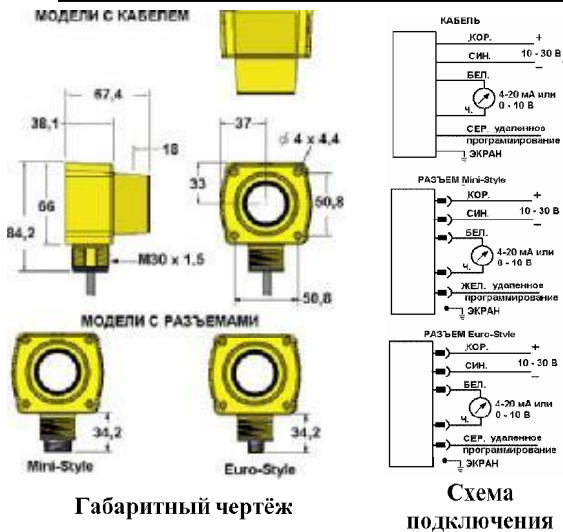 МОДЕЛИ С КАБЕЛЕМ
67,4
38,1
18
66
84,2
M30 x 1,5
37
ϕ 4 x 4,4
33
50,8
50,8
МОДЕЛИ С РАЗЪЕМАМИ
34,2
Mini-Style
34,2
Euro-Style
Габаритный чертёж
КАБЕЛЬ
КОР. +
10 - 30 В
СИН. –
БЕЛ.
4-20 мА или
0 - 10 В
Ч.
СЕР. удаленное
программирование
ЭКРАН
РАЗЪЕМ Mini-Style
КОР. +
10 - 30 В
СИН. –
БЕЛ.
4-20 мА или
0 - 10 В
Ч.
ЖЕЛ. удаленное
программирование
ЭКРАН
РАЗЪЕМ Euro-Style
КОР. +
10 - 30 В
СИН. –
БЕЛ.
4-20 мА или
0 - 10 В
Ч.
СЕР. удаленное
программирование
ЭКРАН
Схема
подключения